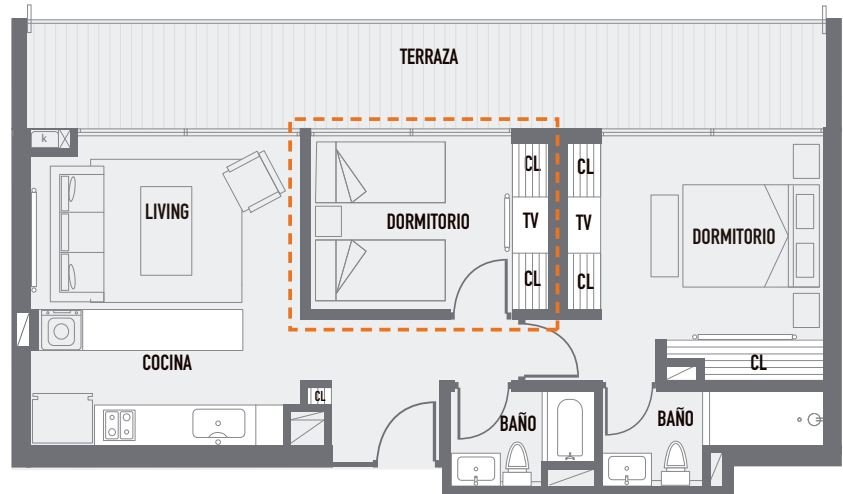 TERRAZA
k
LIVING
DORMITORIO
CL
TV
CL
CL
TV
CL
DORMITORIO
COCINA
CL
CL
BAÑO
BAÑO